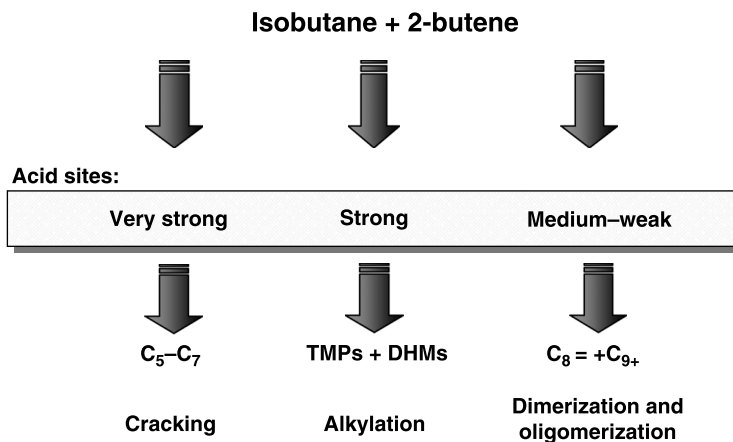 Isobutane + 2-butene
Acid sites:
Very strong Strong Medium–weak
C₅–C₇ TMPs + DHMs C₈ = +C₉₊
Cracking Alkylation Dimerization and
oligomerization